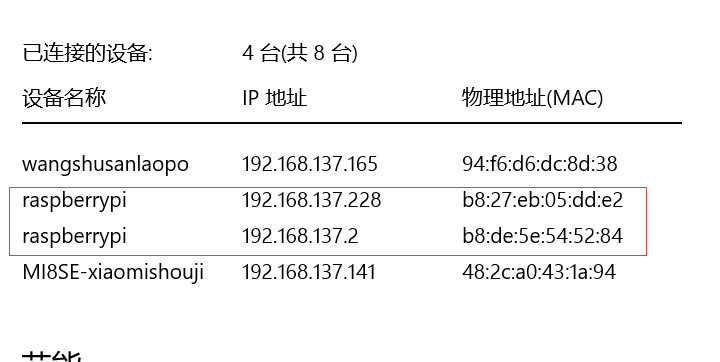 已连接的设备: 4 台(共 8 台)
设备名称 IP 地址 物理地址(MAC)
wangshusanlaopo 192.168.137.165 94:f6:d6:dc:8d:38
raspberrypi 192.168.137.228 b8:27:eb:05:dd:e2
raspberrypi 192.168.137.2 b8:de:5e:54:52:84
MI8SE-xiaomishouji 192.168.137.141 48:2c:a0:43:1a:94
节能